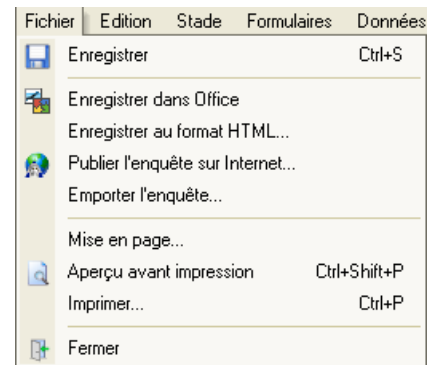 Fichier Edition Stade Formulaires Données
Enregistrer Ctrl+S
Enregistrer dans Office
Enregistrer au format HTML...
Publier l'enquête sur Internet...
Emporter l'enquête...
Mise en page...
Aperçu avant impression Ctrl+Shift+P
Imprimer... Ctrl+P
Fermer